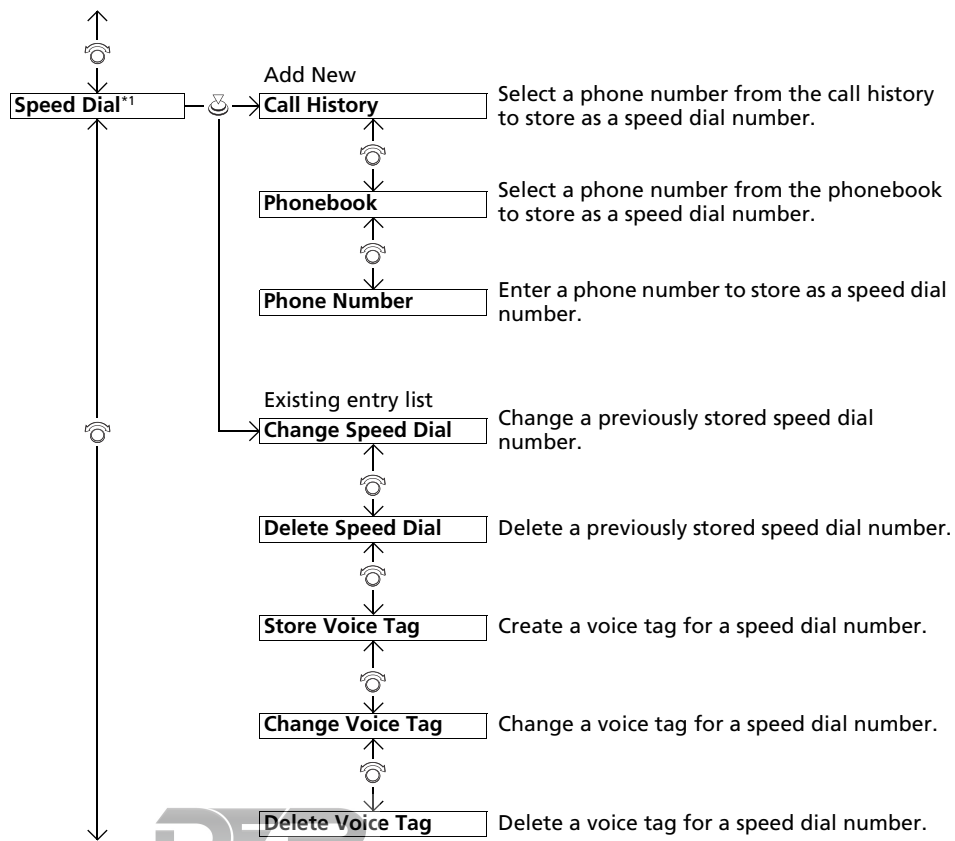 Add New
Speed Dial*1
Call History
Select a phone number from the call history
to store as a speed dial number.
Phonebook
Select a phone number from the phonebook
to store as a speed dial number.
Phone Number
Enter a phone number to store as a speed dial
number.
Existing entry list
Change Speed Dial
Change a previously stored speed dial
number.
Delete Speed Dial
Delete a previously stored speed dial number.
Store Voice Tag
Create a voice tag for a speed dial number.
Change Voice Tag
Change a voice tag for a speed dial number.
Delete Voice Tag
Delete a voice tag for a speed dial number.